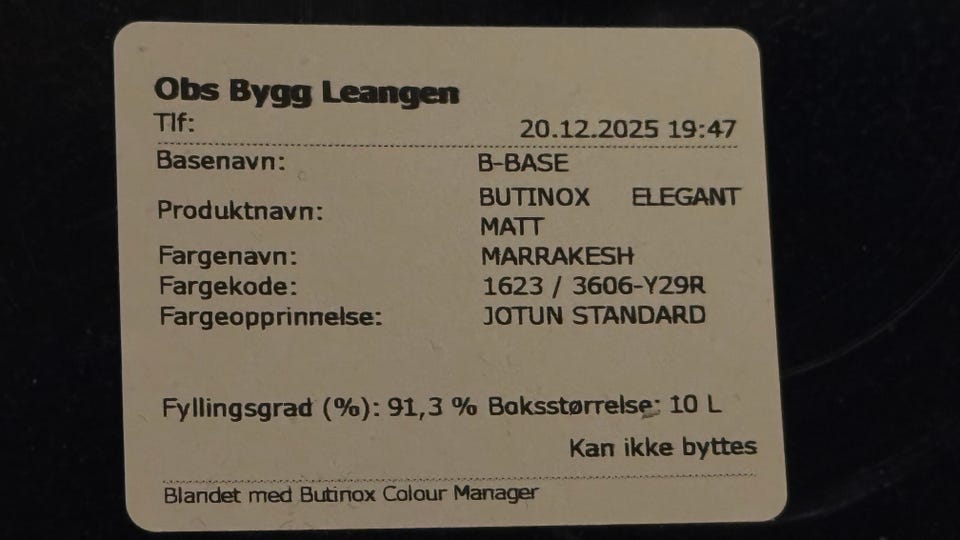 Obs Bygg Leangen
Tlf: 20.12.2025 19:47
Basenavn: B-BASE
Produktnavn: BUTINOX ELEGANT MATT
Fargenavn: MARRAKESH
Fargekode: 1623 / 3606-Y29R
Fargeopprinnelse: JOTUN STANDARD
Fyllingsgrad (%): 91,3 % Boksstørrelse: 10 L
Kan ikke byttes
Blandet med Butinox Colour Manager